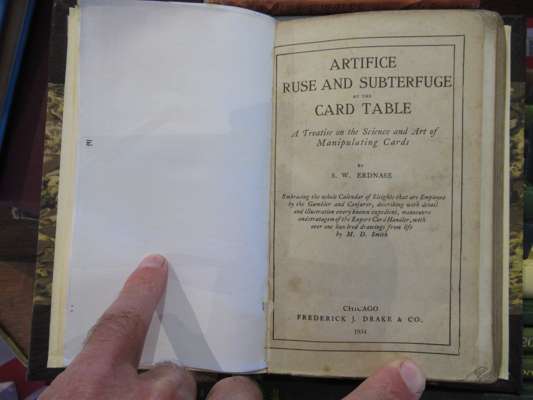 ARTIFICE
RUSE AND SUBTERFUGE
AT THE
CARD TABLE
A Treatise on the Science and Art of
Manipulating Cards
BY
S. W. ERDNASE
Embracing the whole Calendar of Sleights that are Employed
by the Gambler and Conjurer, describing with detail
and illustration every known expedient, manoeuvre
and stratagem of the Expert Card Handler, with
over one hundred drawings from life
by M. D. Smith
CHICAGO
FREDERICK J. DRAKE & CO.